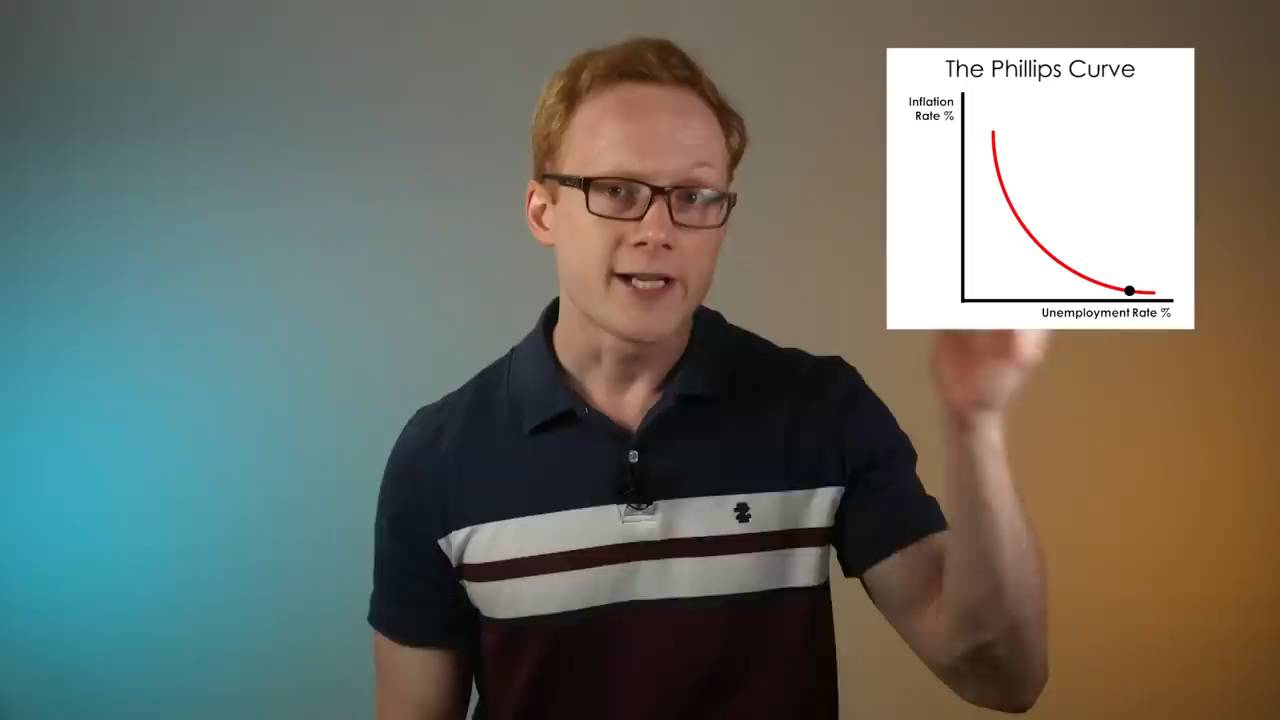 The Phillips Curve
Inflation
Rate %
Unemployment Rate %